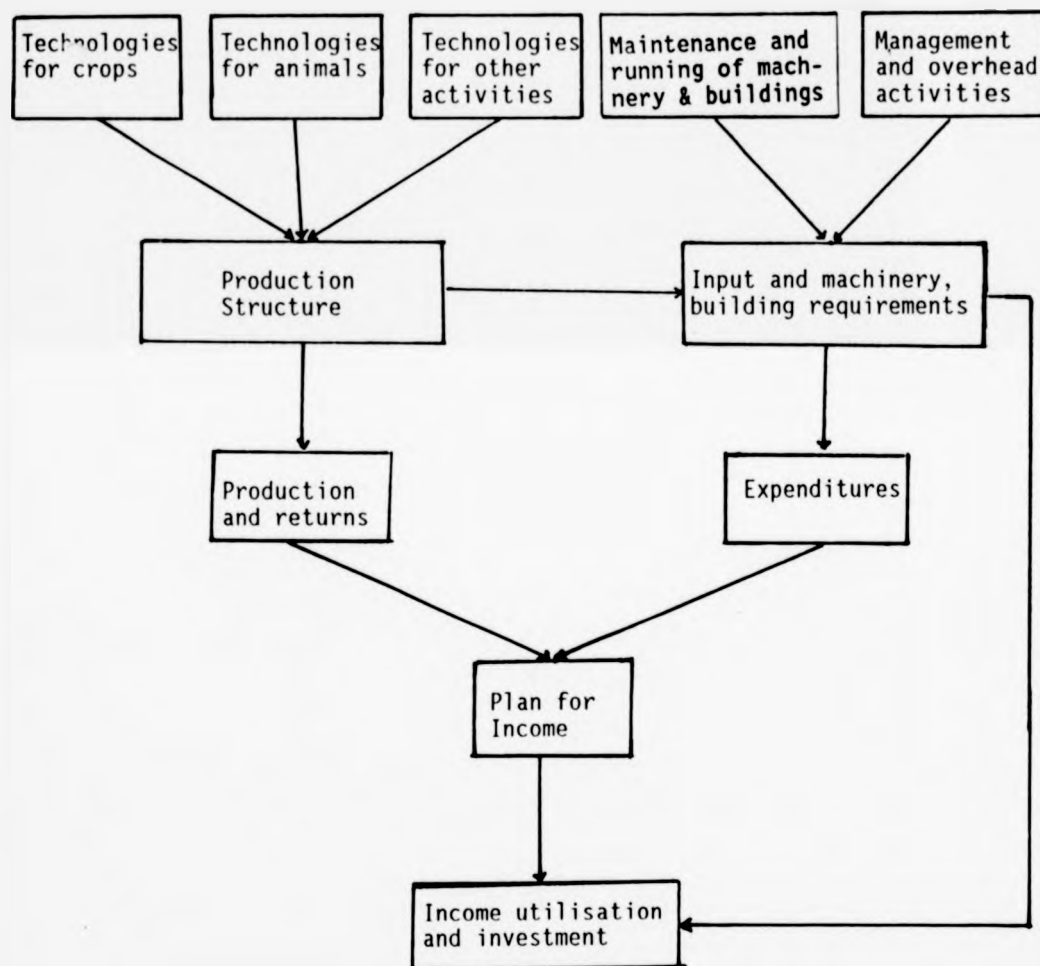 Technologies
for crops
Technologies
for animals
Technologies
for other
activities
Maintenance and
running of mach-
nery & buildings
Management
and overhead
activities
Production
Structure
Input and machinery,
building requirements
Production
and returns
Expenditures
Plan for
Income
Income utilisation
and investment